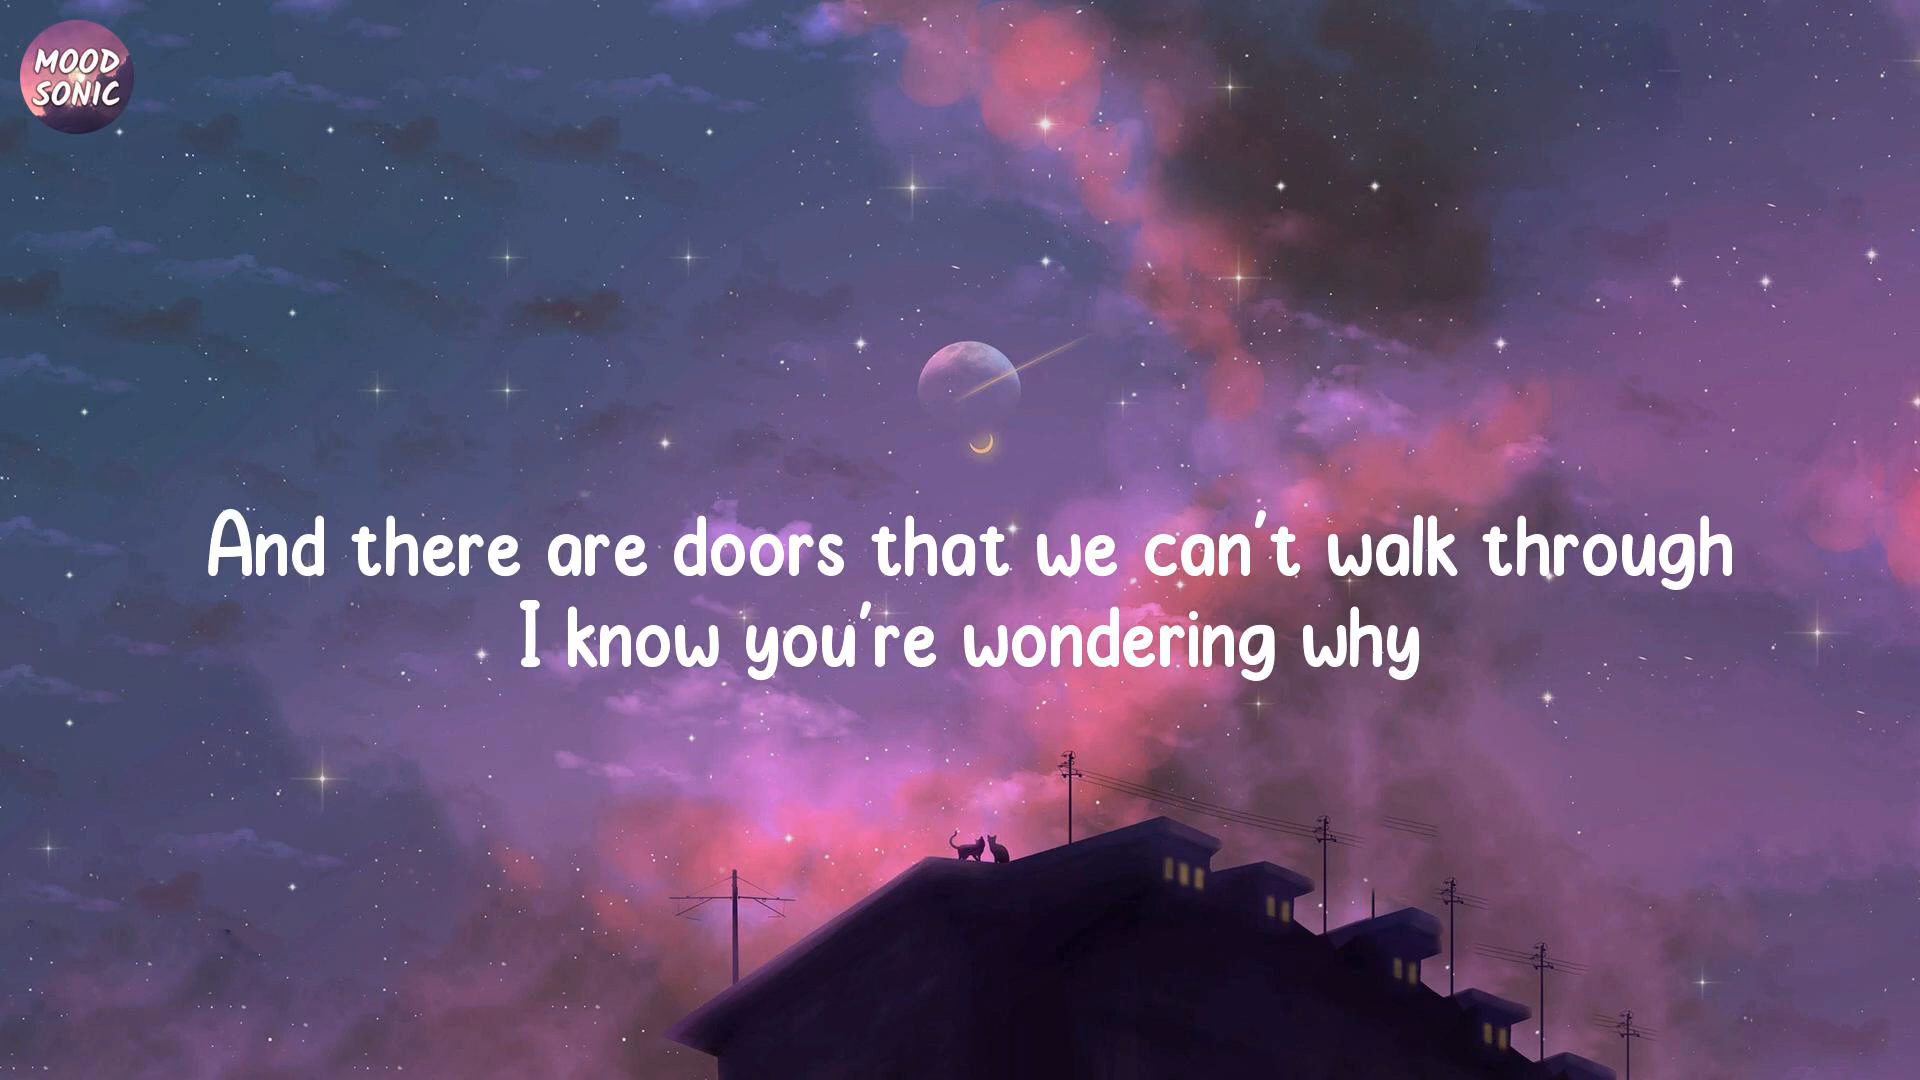 MOOD
SONIC
And there are doors that we can't walk through
I know you're wondering why